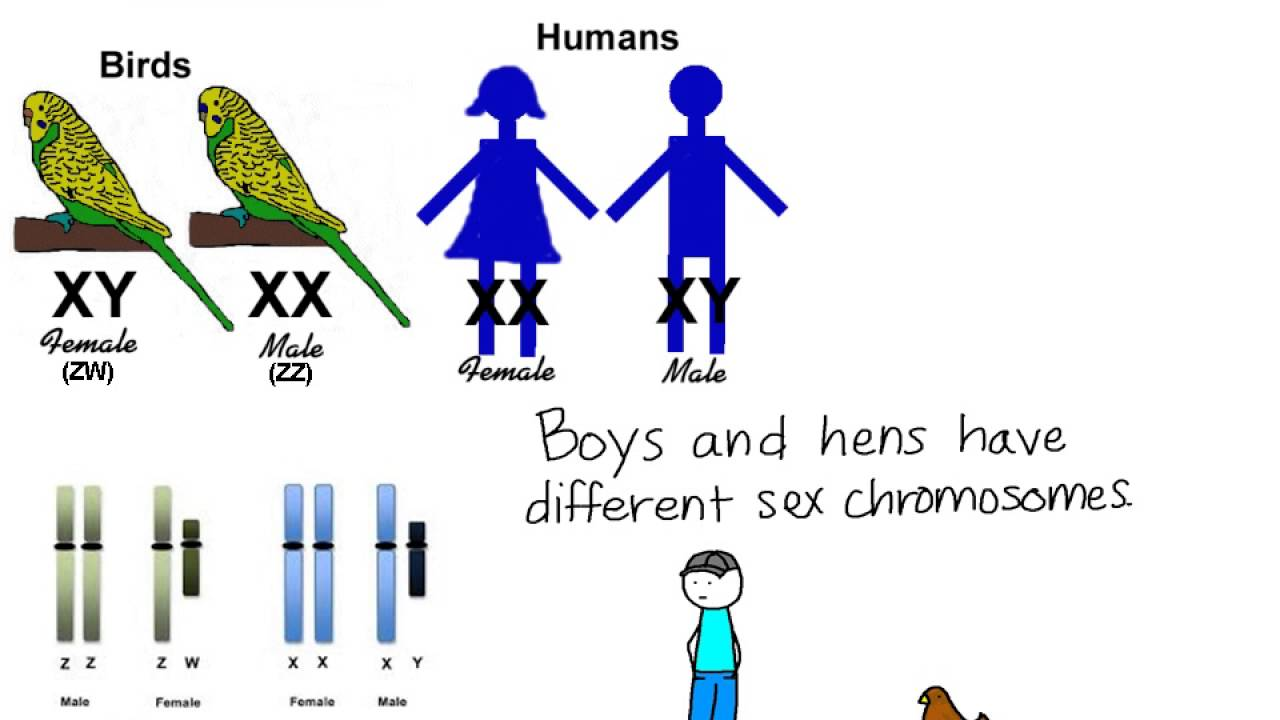 Birds
XY
Female
(ZW)
XX
Male
(ZZ)
Humans
XX
Female
XY
Male
Boys and hens have
different sex chromosomes.
Z Z
Male
Z W
Female
X X
Female
X Y
Male